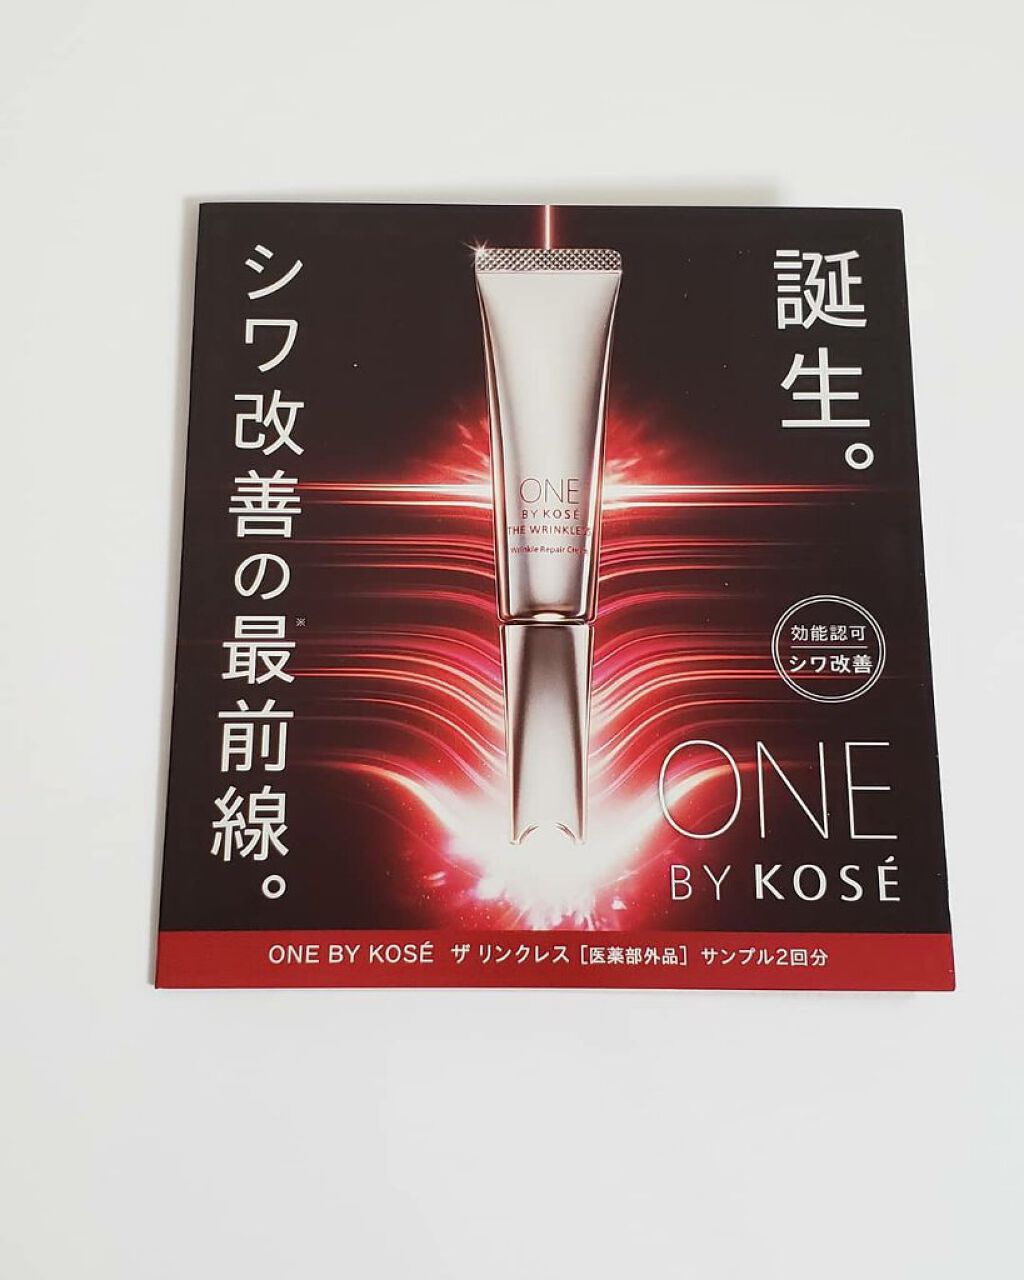 誕生。
シワ改善の最前線。
※
ONE
BY KOSÉ
THE WRINKLESS
Wrinkle Repair Cream
効能認可
シワ改善
ONE
BY KOSÉ
ONE BY KOSÉ ザ リンクレス［医薬部外品］サンプル2回分